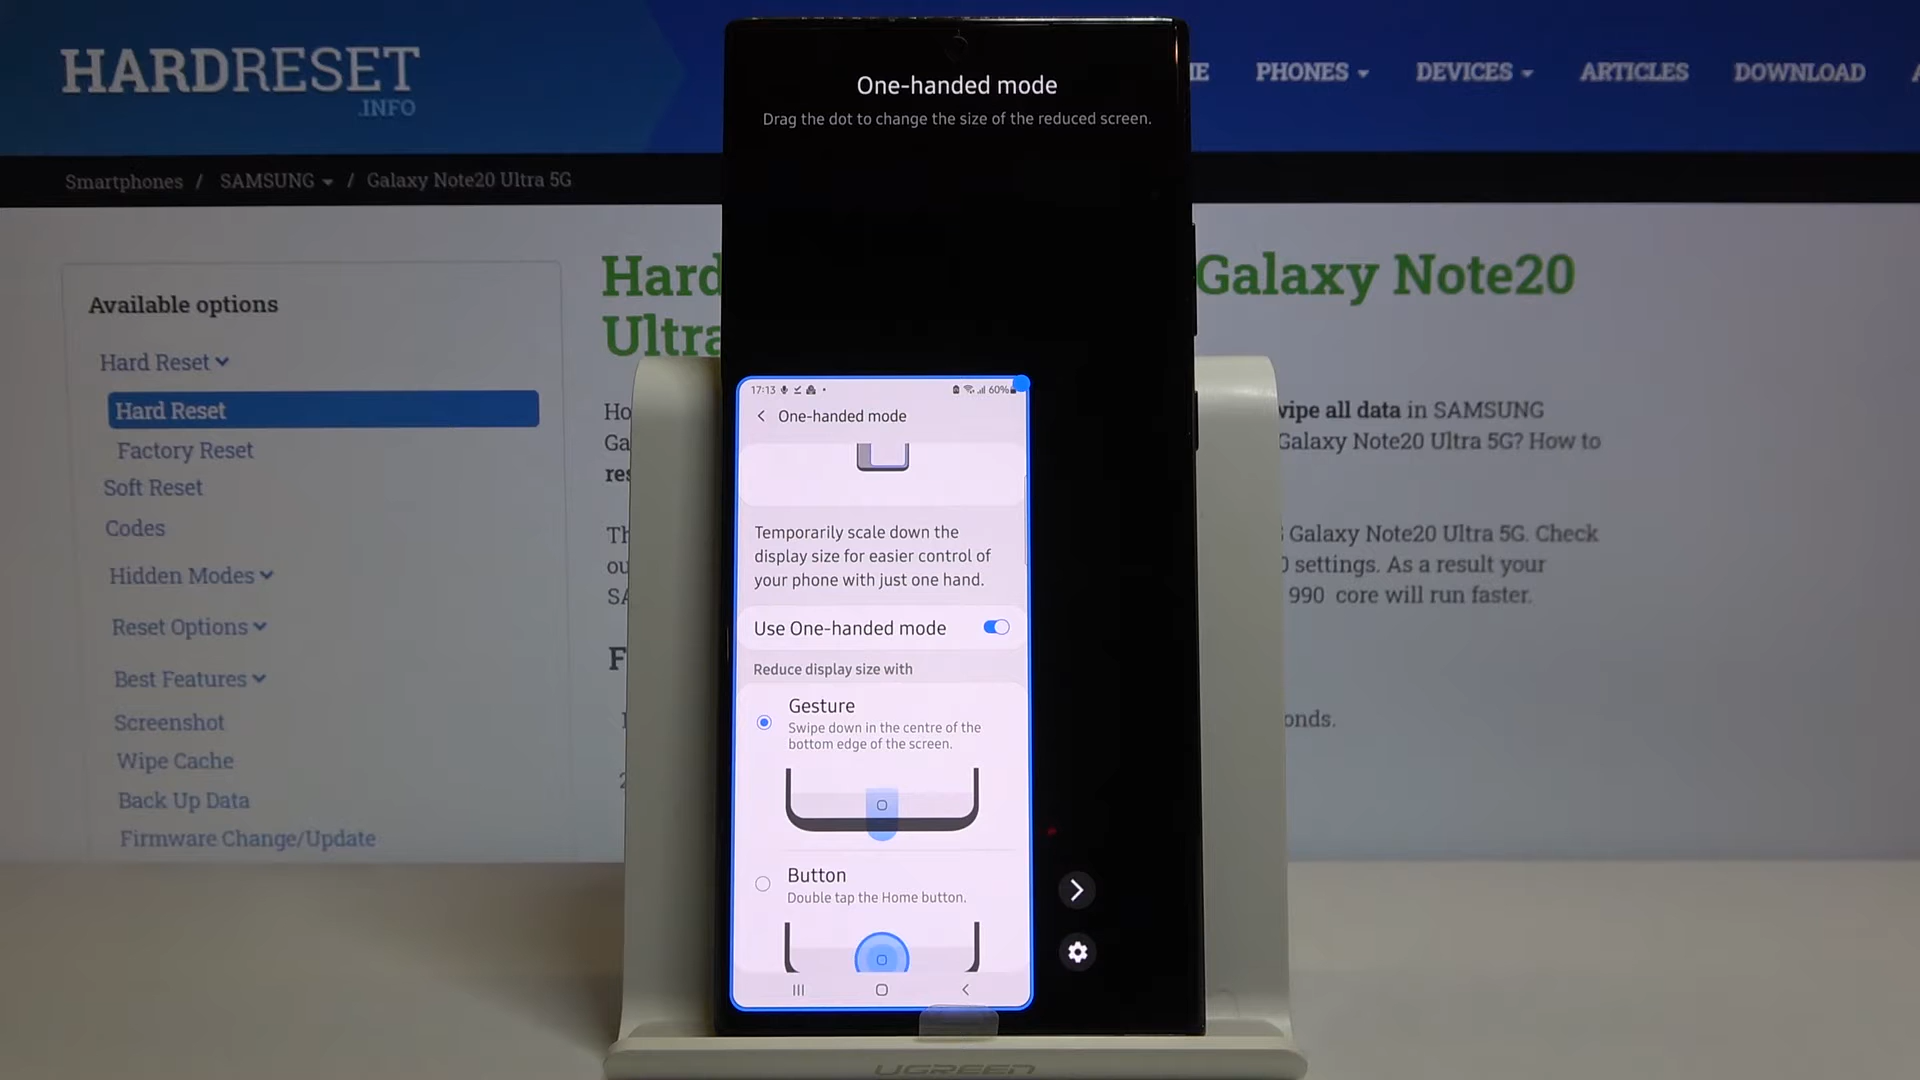 HARDRESET
.INFO
PHONES
DEVICES
ARTICLES
DOWNLOAD
Smartphones / SAMSUNG / Galaxy Note20 Ultra 5G
Available options
Hard Reset
Hard Reset
Factory Reset
Soft Reset
Codes
Hidden Modes
Reset Options
Best Features
Screenshot
Wipe Cache
Back Up Data
Firmware Change/Update
Hard
Galaxy Note20
Ultra
all data in SAMSUNG
Galaxy Note20 Ultra 5G? How to
Galaxy Note20 Ultra 5G. Check
settings. As a result your
990 core will run faster.
One-handed mode
Drag the dot to change the size of the reduced screen.
17:13
60%
One-handed mode
Temporarily scale down the
display size for easier control of
your phone with just one hand.
Use One-handed mode
Reduce display size with
Gesture
Swipe down in the centre of the
bottom edge of the screen.
Button
Double tap the Home button.
UGREEN